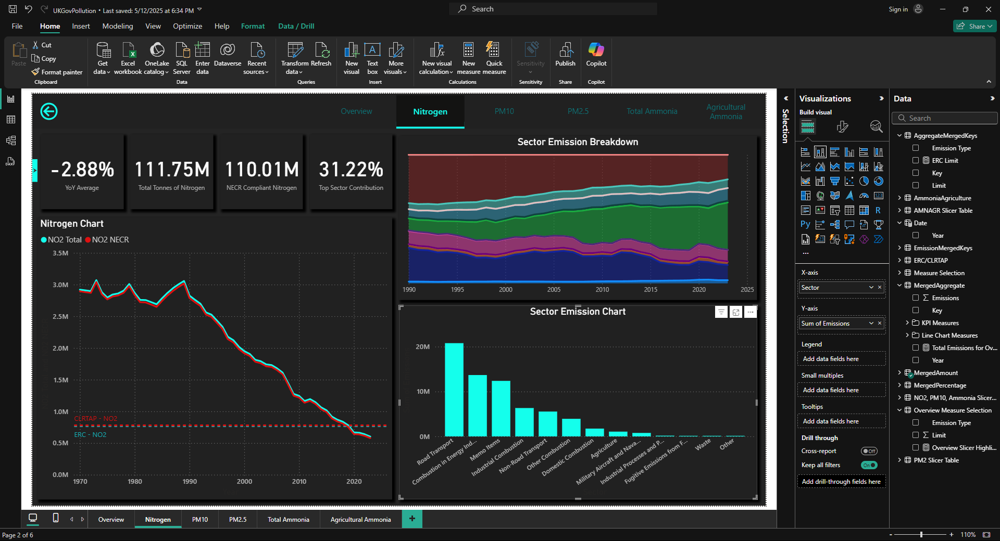 UKGovPollution • Last saved: 5/12/2025 at 6:34 PM
Search
Sign in
File
Home
Insert
Modeling
View
Optimize
Help
Format
Data / Drill
Share
Paste
Cut
Copy
Format painter
Clipboard
Get data
Excel workbook
OneLake catalog
SQL Server
Enter data
Dataverse
Recent sources
Data
Transform data
Refresh
Queries
New visual
Text box
More visuals
Insert
New visual calculation
New measure
Quick measure
Calculations
Sensitivity
Sensitivity
Publish
Share
Copilot
Copilot
Overview
Nitrogen
PM10
PM2.5
Total Ammonia
Agricultural
Ammonia
-2.88%
YoY Average
111.75M
Total Tonnes of Nitrogen
110.01M
NECR Compliant Nitrogen
31.22%
Top Sector Contribution
Nitrogen Chart
NO2 Total
NO2 NECR
3.5M
3.0M
2.5M
2.0M
1.5M
1.0M
CLRTAP - NO2
ERC - NO2
0.5M
0.0M
1970
1980
1990
2000
2010
2020
Sector Emission Breakdown
1990
1995
2000
2005
2010
2015
2020
2025
Sector Emission Chart
20M
10M
0M
Road Transport
Combustion in Energy Ind...
Memo Items
Industrial Combustion
Non-Road Transport
Other Combustion
Domestic Combustion
Agriculture
Military Aircraft and Nava...
Industrial Processes and P...
Fugitive Emissions from F...
Waste
Other
Selection
Visualizations
Build visual
123
R
Py
123
...
X-axis
Sector
Y-axis
Sum of Emissions
Legend
Add data fields here
Small multiples
Add data fields here
Tooltips
Add data fields here
Drill through
Cross-report
Off
Keep all filters
On
Add drill-through fields here
Data
Search
AggregateMergedKeys
Emission Type
ERC Limit
Key
Limit
AmmoniaAgriculture
AMNAGR Slicer Table
Date
Year
EmissionMergedKeys
ERC/CLRTAP
Measure Selection
MergedAggregate
Emissions
Key
KPI Measures
Line Chart Measures
Total Emissions for Ov...
Year
MergedAmount
MergedPercentage
NO2, PM10, Ammonia Slicer...
Overview Measure Selection
Emission Type
Limit
Overview Slicer Highli...
PM2 Slicer Table
Overview
Nitrogen
PM10
PM2.5
Total Ammonia
Agricultural Ammonia
+
Page 2 of 6
- + 110%